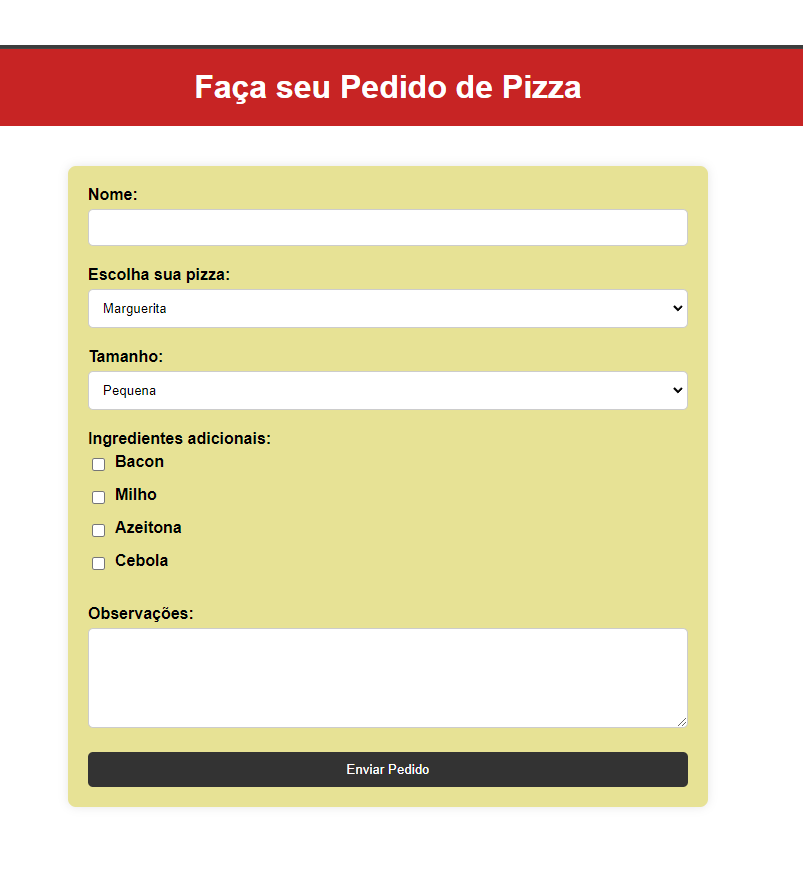 Faça seu Pedido de Pizza
Nome:
Escolha sua pizza:
Marguerita
Tamanho:
Pequena
Ingredientes adicionais:
Bacon
Milho
Azeitona
Cebola
Observações:
Enviar Pedido